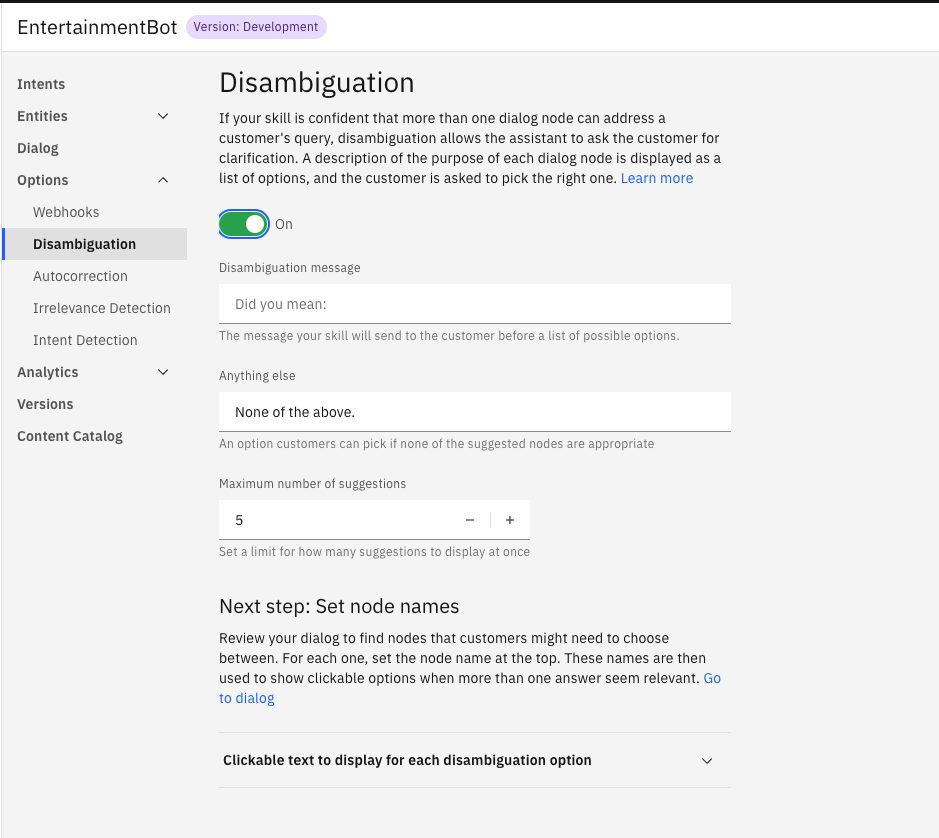 EntertainmentBot Version: Development
Intents
Entities
Dialog
Options
Webhooks
Disambiguation
Autocorrection
Irrelevance Detection
Intent Detection
Analytics
Versions
Content Catalog
Disambiguation
If your skill is confident that more than one dialog node can address a
customer's query, disambiguation allows the assistant to ask the customer for
clarification. A description of the purpose of each dialog node is displayed as a
list of options, and the customer is asked to pick the right one. Learn more
On
Disambiguation message
Did you mean:
The message your skill will send to the customer before a list of possible options.
Anything else
None of the above.
An option customers can pick if none of the suggested nodes are appropriate
Maximum number of suggestions
5
Set a limit for how many suggestions to display at once
Next step: Set node names
Review your dialog to find nodes that customers might need to choose
between. For each one, set the node name at the top. These names are then
used to show clickable options when more than one answer seem relevant. Go
to dialog
Clickable text to display for each disambiguation option